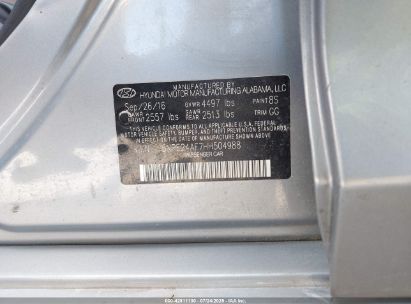 MANUFACTURED BY
HYUNDAI MOTOR MANUFACTURING ALABAMA, LLC
Sep/26/16 GVWR 4497 lbs PAINT 8S
GAWR FRONT 2557 lbs GAWR REAR 2513 lbs TRIM GG
THIS VEHICLE CONFORMS TO ALL APPLICABLE FEDERAL MOTOR
VEHICLE SAFETY, BUMPER, AND THEFT PREVENTION STANDARDS
IN EFFECT ON THE DATE OF MANUFACTURE SHOWN ABOVE.
PE24AF7HH504988
PASSENGER CAR